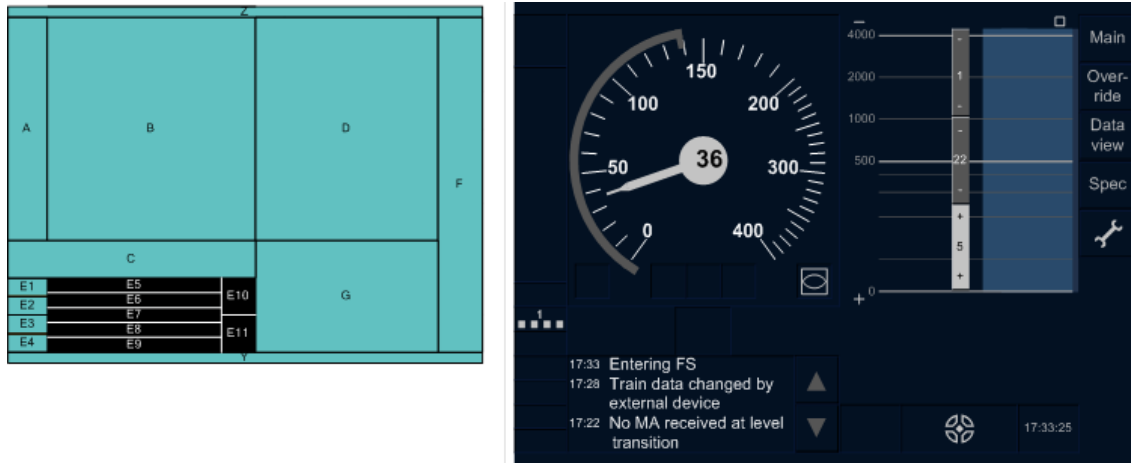 Z
A
B
D
F
C
G
E1
E2
E3
E4
E5
E6
E7
E8
E9
E10
E11
Y
0
50
100
150
200
300
400
36
1
17:33 Entering FS
17:28 Train data changed by
external device
17:22 No MA received at level
transition
−
4000
2000
1000
500
0
+
-
1
-
-
22
-
+
5
+
Main
Over-
ride
Data
view
Spec
17:33:25